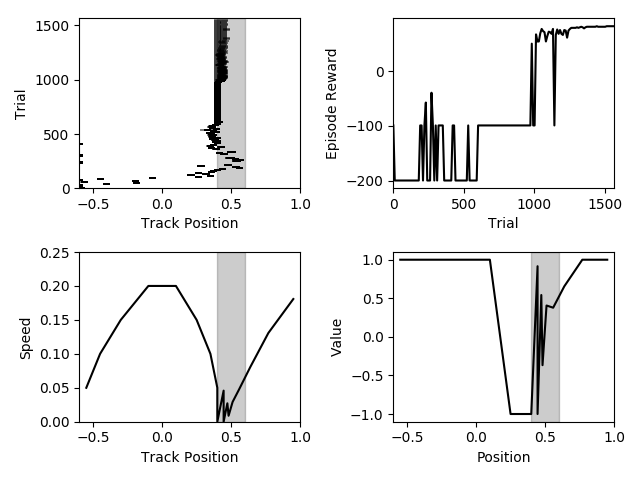 1500
1000
500
0
Trial
−0.5 0.0 0.5 1.0
Track Position
0
−100
−200
Episode Reward
0 500 1000 1500
Trial
0.25
0.20
0.15
0.10
0.05
0.00
Speed
−0.5 0.0 0.5 1.0
Track Position
1.0
0.5
0.0
−0.5
−1.0
Value
−0.5 0.0 0.5 1.0
Position